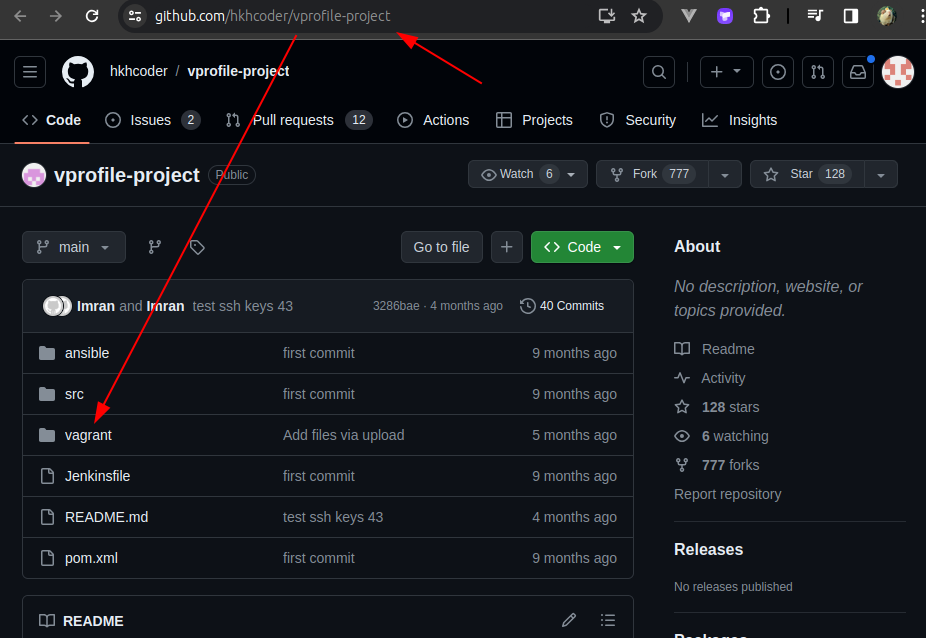 github.com/hkhcoder/vprofile-project
hkhcoder / vprofile-project
Code Issues 2 Pull requests 12 Actions Projects Security Insights
vprofile-project Public Watch 6 Fork 777 Star 128
main Go to file Code
Imran and Imran test ssh keys 43 3286bae · 4 months ago 40 Commits
ansible first commit 9 months ago
src first commit 9 months ago
vagrant Add files via upload 5 months ago
Jenkinsfile first commit 9 months ago
README.md test ssh keys 43 4 months ago
pom.xml first commit 9 months ago
README
About
No description, website, or
topics provided.
Readme
Activity
128 stars
6 watching
777 forks
Report repository
Releases
No releases published
Packages